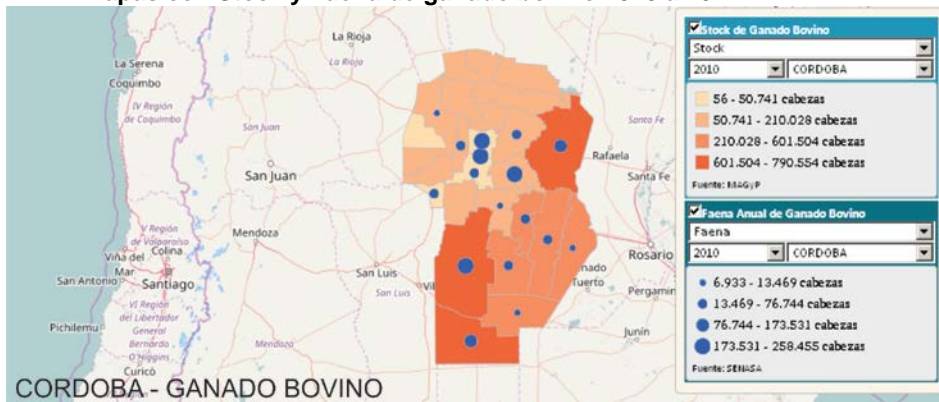 La Rioja
La Rioja
La Serena
Coquimbo
IV Región
de Coquimbo
San Juan
San Juan
Santa Fe
Rafaela
Santa Fe
Mendoza
V Región
de Valparaíso
Viña del
Mar
Colina
San Antonio
Santiago
San Luis
San Luis
Rosario
Tuerto
Pergamin
VI Región
del Libertador
General
Bernardo
O'Higgins
Pichilemu
Mendoza
Junín
Curicó
CORDOBA - GANADO BOVINO
Stock de Ganado Bovino
Stock
2010 CORDOBA
56 - 50.741 cabezas
50.741 - 210.028 cabezas
210.028 - 601.504 cabezas
601.504 - 790.554 cabezas
Fuente: MAGyP
Faena Anual de Ganado Bovino
Faena
2010 CORDOBA
6.933 - 13.469 cabezas
13.469 - 76.744 cabezas
76.744 - 173.531 cabezas
173.531 - 258.455 cabezas
Fuente: SENASA